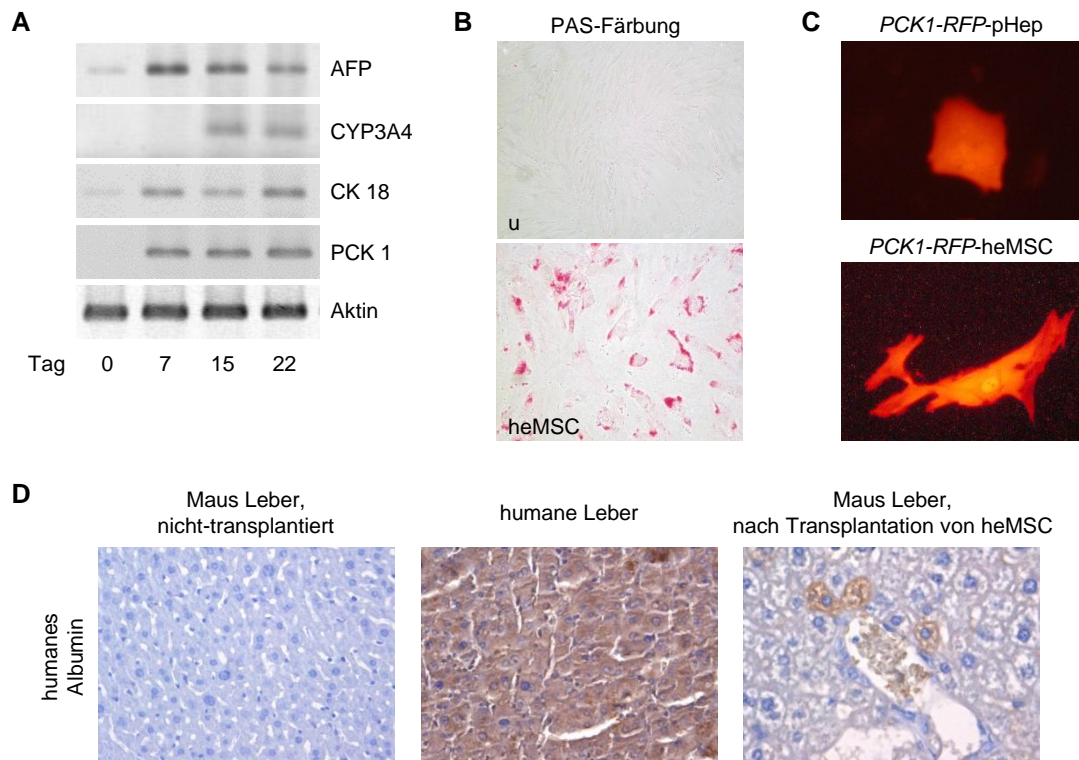 A
AFP
CYP3A4
CK 18
PCK 1
Aktin
Tag 0 7 15 22
B
PAS-Färbung
u
heMSC
C
PCK1-RFP-pHep
PCK1-RFP-heMSC
D
Maus Leber,
nicht-transplantiert
humane Leber
Maus Leber,
nach Transplantation von heMSC
humanes
Albumin